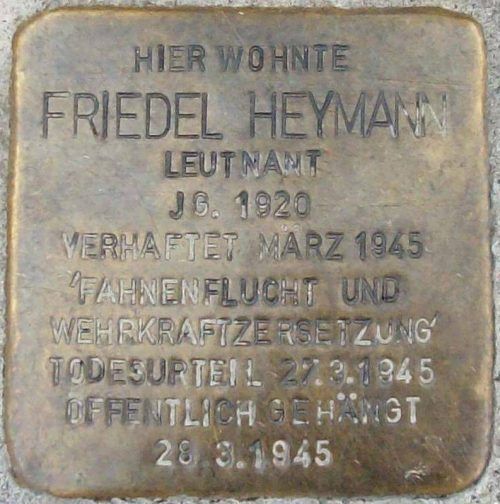 HIER WOHNTE
FRIEDEL HEYMANN
LEUTNANT
JG. 1920
VERHAFTET MÄRZ 1945
'FAHNENFLUCHT UND
WEHRKRAFTZERSETZUNG'
TODESURTEIL 27.3.1945
ÖFFENTLICH GEHÄNGT
28.3.1945